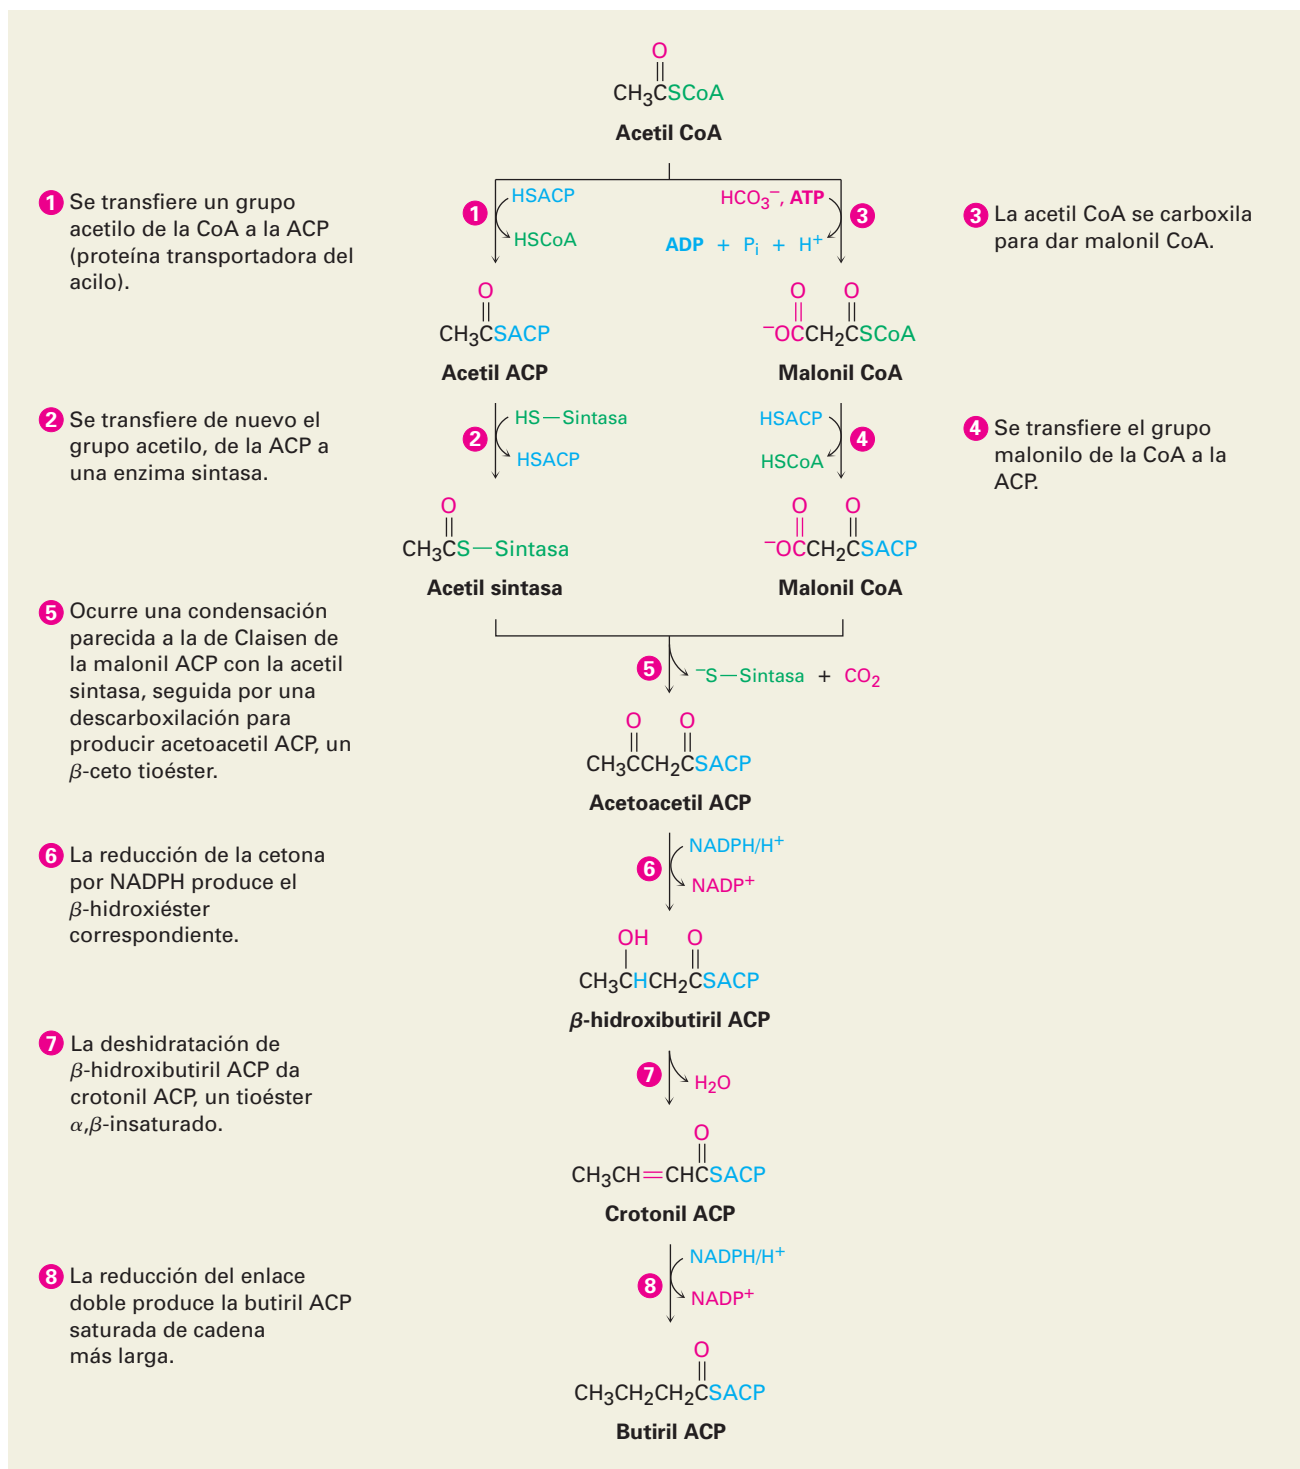 O
CH₃CSCoA
Acetil CoA
1 Se transfiere un grupo
acetilo de la CoA a la ACP
(proteína transportadora del
acilo).
1
HSACP
HSCoA
HCO₃⁻, ATP
ADP + Pᵢ + H⁺
3
3 La acetil CoA se carboxila
para dar malonil CoA.
O
CH₃CSACP
Acetil ACP
O O
⁻OCCH₂CSCoA
Malonil CoA
2 Se transfiere de nuevo el
grupo acetilo, de la ACP a
una enzima sintasa.
2
HS—Sintasa
HSACP
HSACP
HSCoA
4
4 Se transfiere el grupo
malonilo de la CoA a la
ACP.
O
CH₃CS—Sintasa
Acetil sintasa
O O
⁻OCCH₂CSACP
Malonil CoA
5 Ocurre una condensación
parecida a la de Claisen de
la malonil ACP con la acetil
sintasa, seguida por una
descarboxilación para
producir acetoacetil ACP, un
β-ceto tioéster.
5
⁻S—Sintasa + CO₂
O O
CH₃CCH₂CSACP
Acetoacetil ACP
6 La reducción de la cetona
por NADPH produce el
β-hidroxiéster
correspondiente.
6
NADPH/H⁺
NADP⁺
OH O
CH₃CHCH₂CSACP
β-hidroxibutiril ACP
7 La deshidratación de
β-hidroxibutiril ACP da
crotonil ACP, un tioéster
α,β-insaturado.
7
H₂O
O
CH₃CH=CHCSACP
Crotonil ACP
8 La reducción del enlace
doble produce la butiril ACP
saturada de cadena
más larga.
8
NADPH/H⁺
NADP⁺
O
CH₃CH₂CH₂CSACP
Butiril ACP